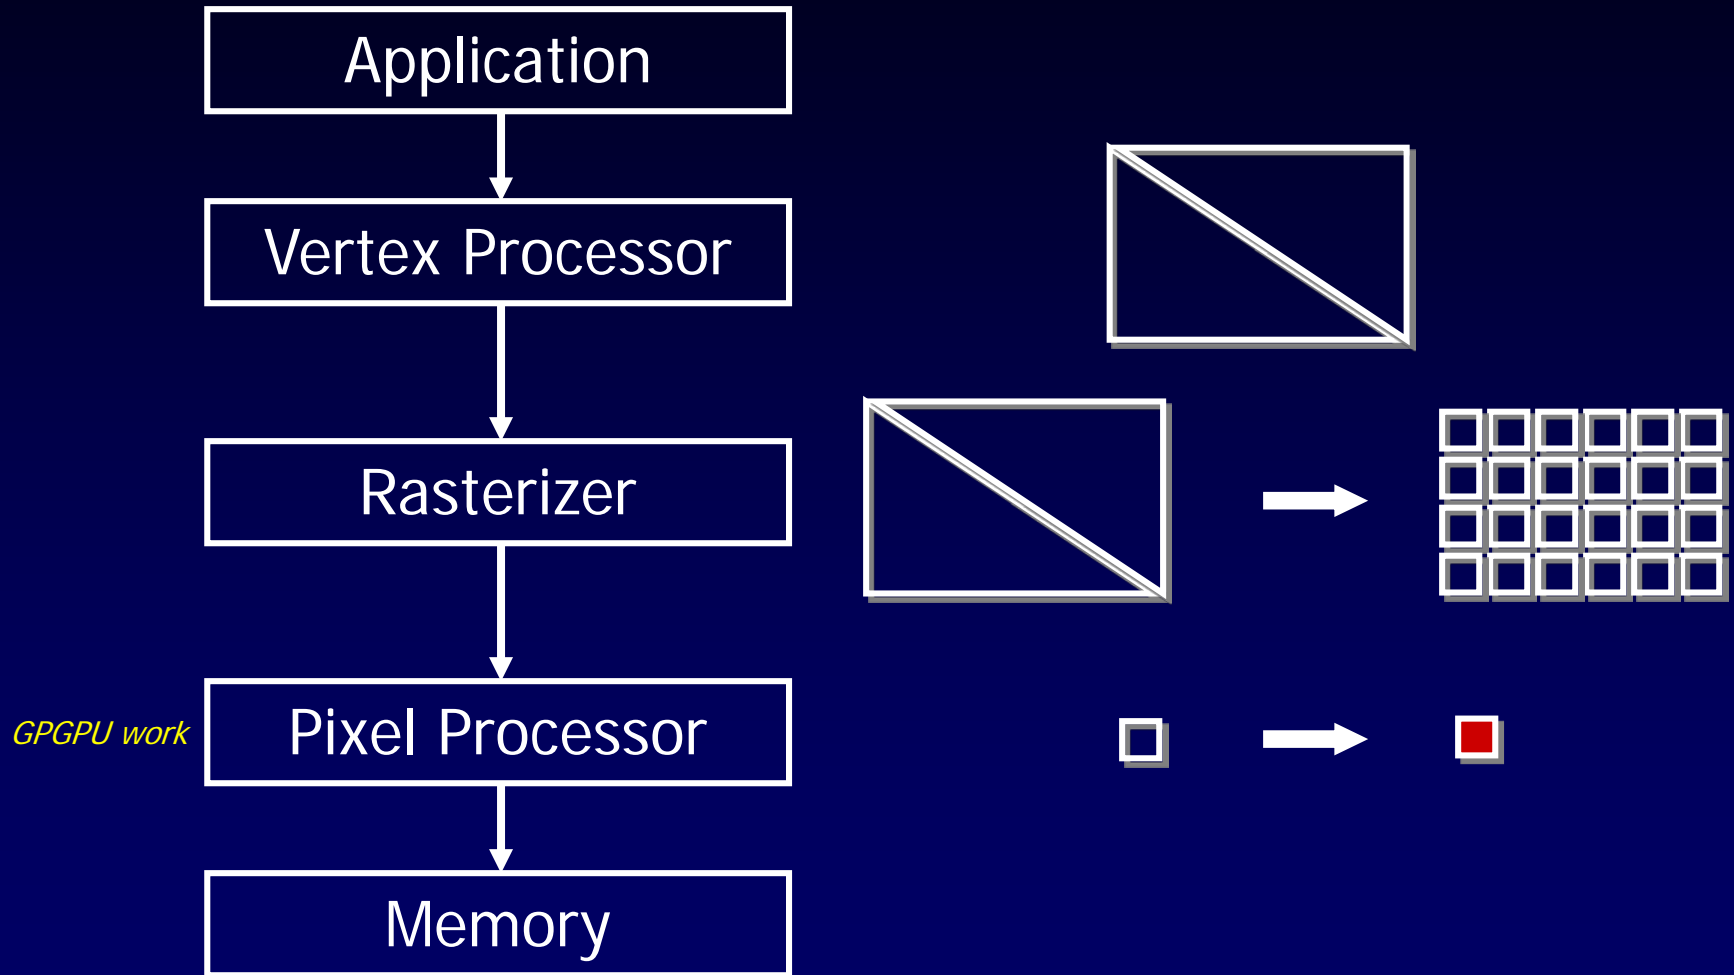 Application
Vertex Processor
Rasterizer
GPGPU work
Pixel Processor
Memory